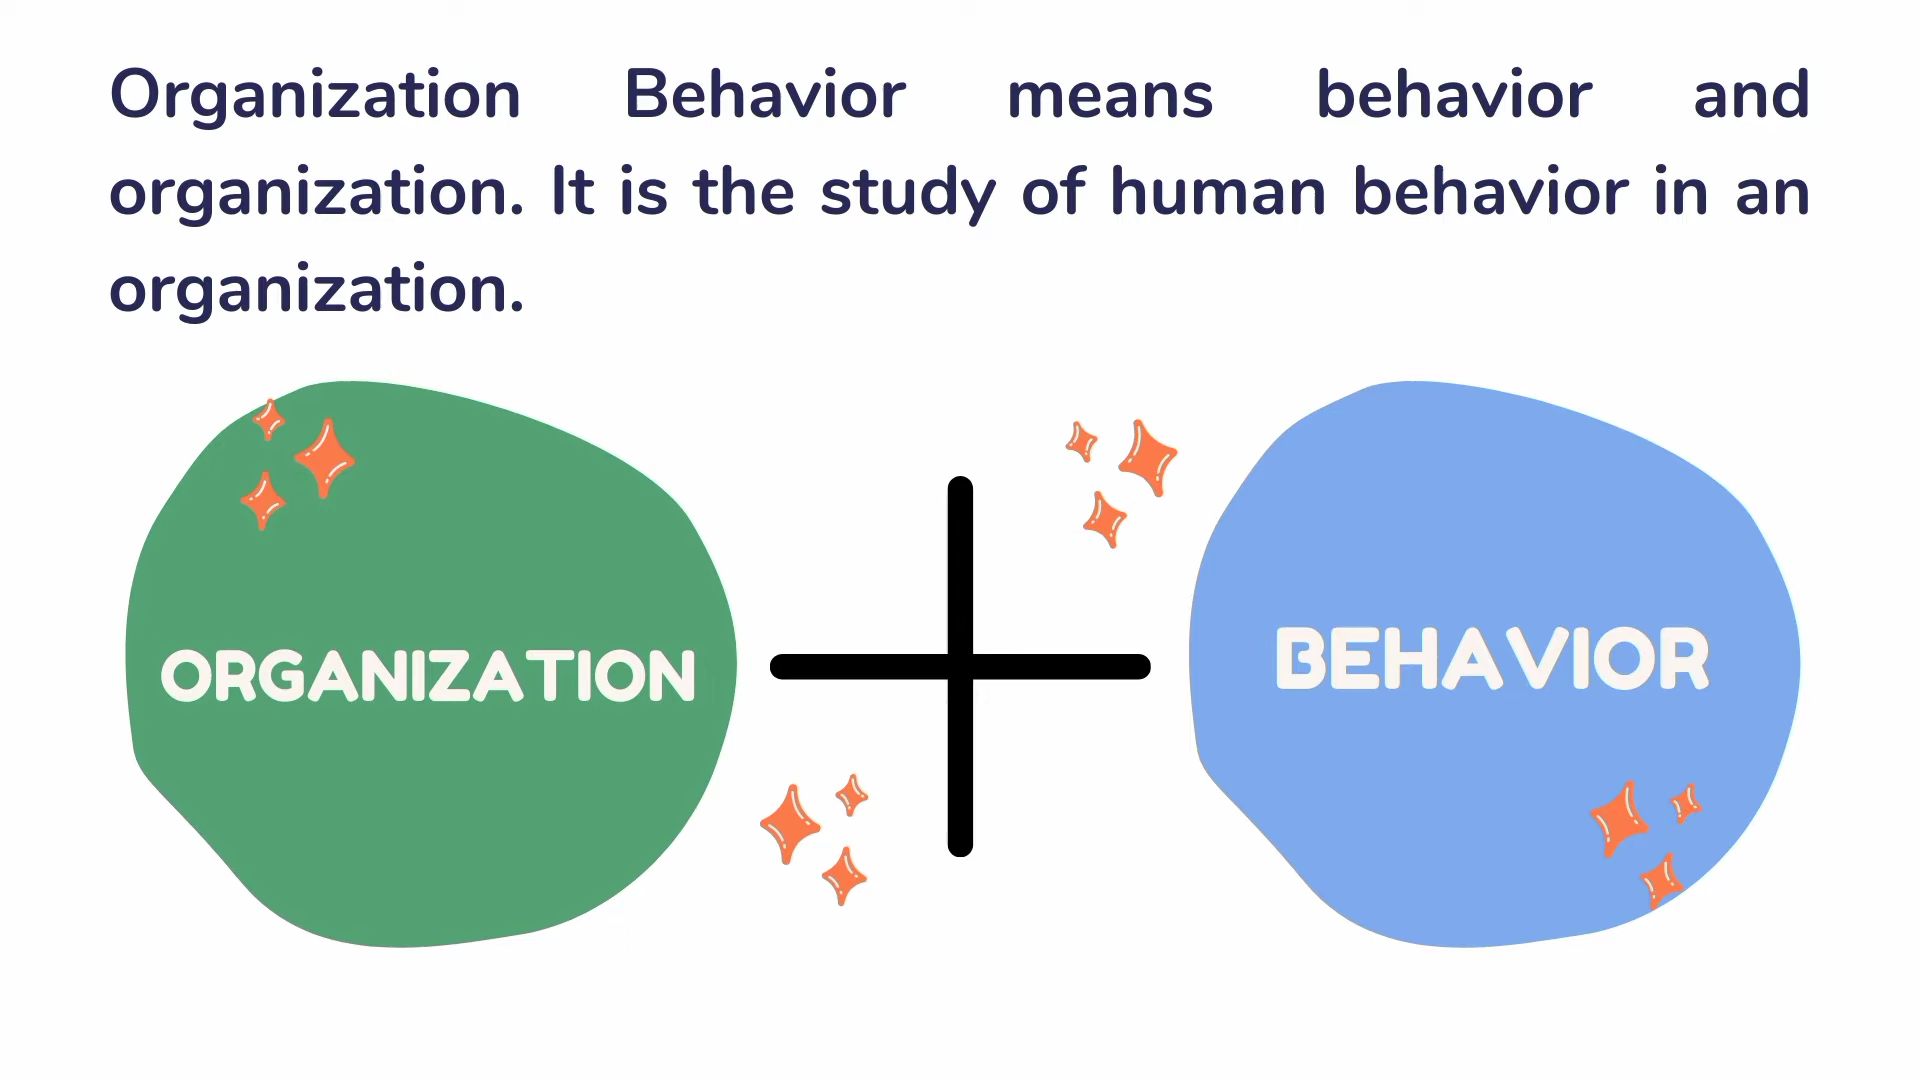 Organization Behavior means behavior and
organization. It is the study of human behavior in an
organization.
ORGANIZATION
BEHAVIOR